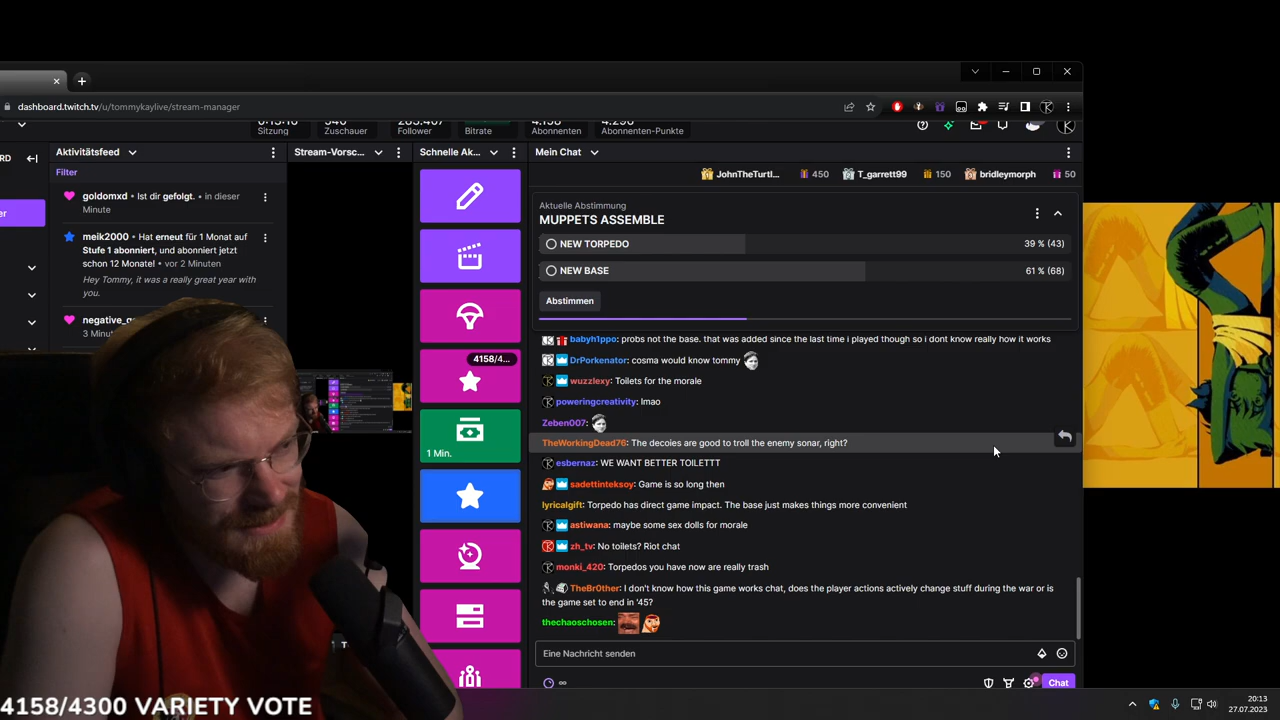 dashboard.twitch.tv/u/tommykaylive/stream-manager
Sitzung
Zuschauer
Follower
Bitrate
Abonnenten
Abonnenten-Punkte
RD
Aktivitätsfeed
Stream-Vorsc...
Schnelle Ak...
Mein Chat
Filter
JohnTheTurtl...
450
T_garrett99
150
bridleymorph
50
goldomxd • Ist dir gefolgt. • in dieser
Minute
meik2000 • Hat erneut für 1 Monat auf
Stufe 1 abonniert, und abonniert jetzt
schon 12 Monate! • vor 2 Minuten
Hey Tommy, it was a really great year with
you.
3 Minu
4158/4...
1 Min.
Aktuelle Abstimmung
MUPPETS ASSEMBLE
NEW TORPEDO
39 % (43)
NEW BASE
61 % (68)
Abstimmen
babyh1ppo: probs not the base. that was added since the last time i played though so i dont know really how it works
DrPorkenator: cosma would know tommy
wuzzlexy: Toilets for the morale
poweringcreativity: lmao
Zeben007:
TheWorkingDead76: The decoies are good to troll the enemy sonar, right?
esbernaz: WE WANT BETTER TOILETTT
sadettinteksoy: Game is so long then
lyricalgift: Torpedo has direct game impact. The base just makes things more convenient
astiwana: maybe some sex dolls for morale
zh_tv: No toilets? Riot chat
monki_420: Torpedos you have now are really trash
TheBr0ther: I don't know how this game works chat, does the player actions actively change stuff during the war or is
the game set to end in '45?
thechaoschosen:
Eine Nachricht senden
Chat
4158/4300 VARIETY VOTE
20:13
27.07.2023